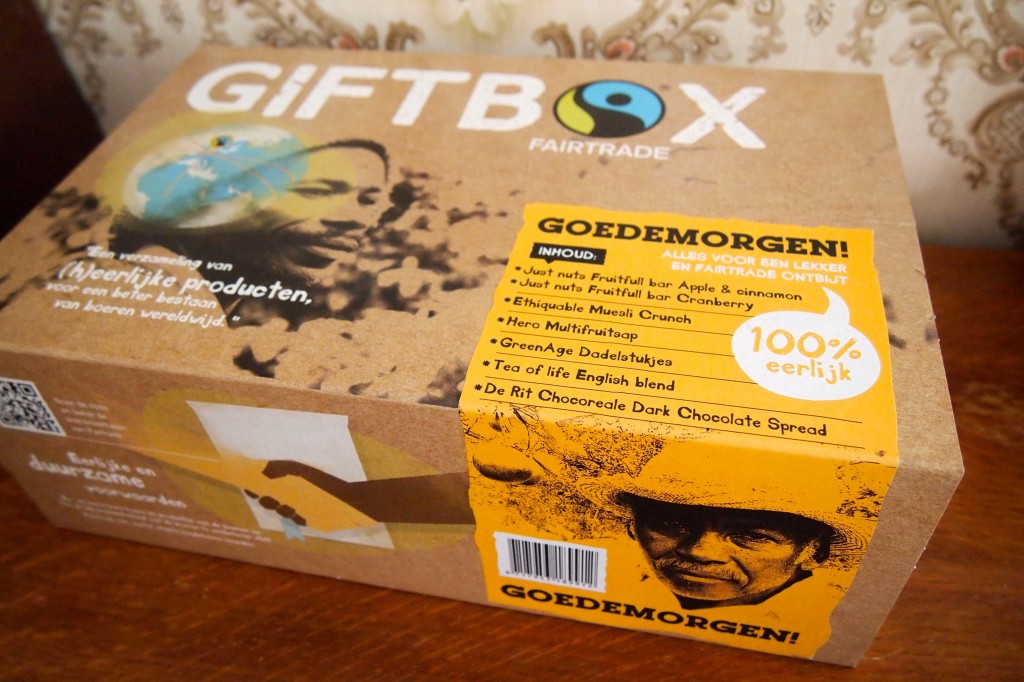 GIFTBOX
FAIRTRADE
"Een verzameling van
(h)eerlijke producten,
voor een beter bestaan
van boeren wereldwijd."
GOEDEMORGEN!
INHOUD:
ALLES VOOR EEN LEKKER
EN FAIRTRADE ONTBIJT
* Just nuts Fruitfull bar Apple & cinnamon
* Just nuts Fruitfull bar Cranberry
* Ethiquable Muesli Crunch
* Hero Multifruitsap
* GreenAge Dadelstukjes
* Tea of life English blend
* De Rit Chocoreale Dark Chocolate Spread
100%
eerlijk
Eerlijke en
duurzame
voorwaarden
GOEDEMORGEN!